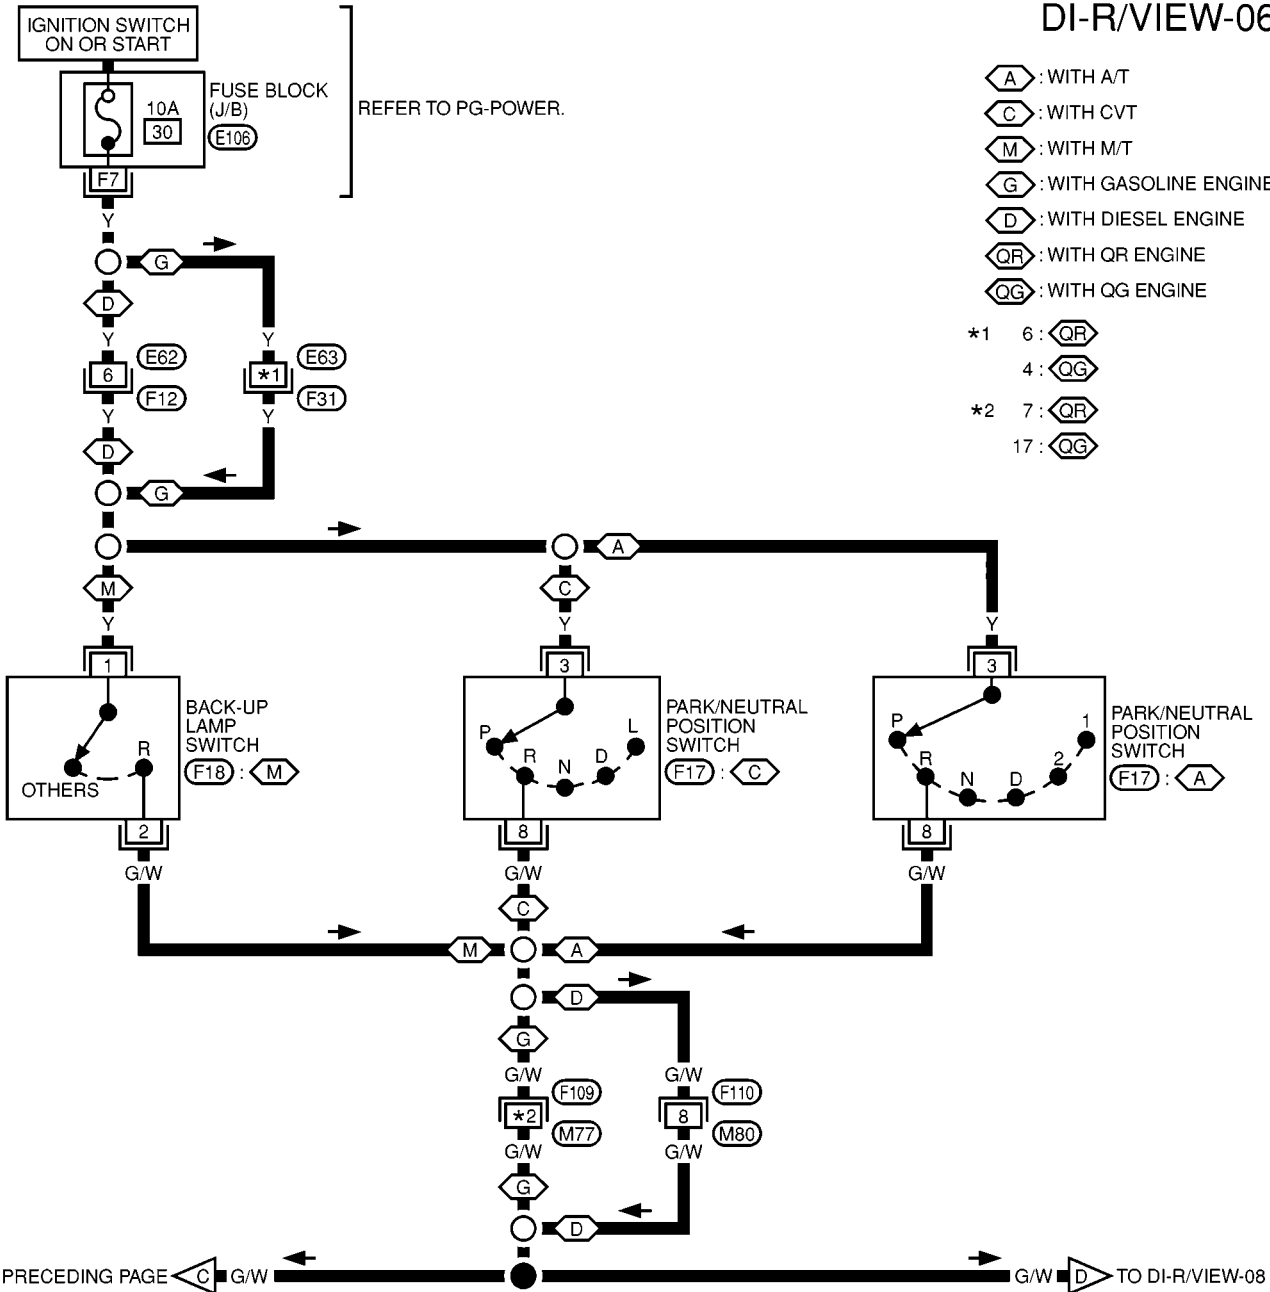 DI-R/VIEW-06
IGNITION SWITCH
ON OR START
FUSE BLOCK
(J/B)
E106
10A
30
F7
REFER TO PG-POWER.
A : WITH A/T
C : WITH CVT
M : WITH M/T
G : WITH GASOLINE ENGINE
D : WITH DIESEL ENGINE
QR : WITH QR ENGINE
QG : WITH QG ENGINE
*1 6 : QR
4 : QG
*2 7 : QR
17 : QG
Y
G
D
Y
Y
6
E62
F12
*1
E63
F31
Y
Y
D
G
A
M
C
Y
Y
Y
1
3
3
BACK-UP
LAMP
SWITCH
F18 : M
OTHERS
R
PARK/NEUTRAL
POSITION
SWITCH
F17 : C
P
R
N
D
L
PARK/NEUTRAL
POSITION
SWITCH
F17 : A
P
R
N
D
2
1
2
8
8
G/W
G/W
G/W
C
M
A
D
G
G/W
G/W
*2
F109
M77
8
F110
M80
G/W
G/W
G
D
PRECEDING PAGE C G/W
G/W D TO DI-R/VIEW-08